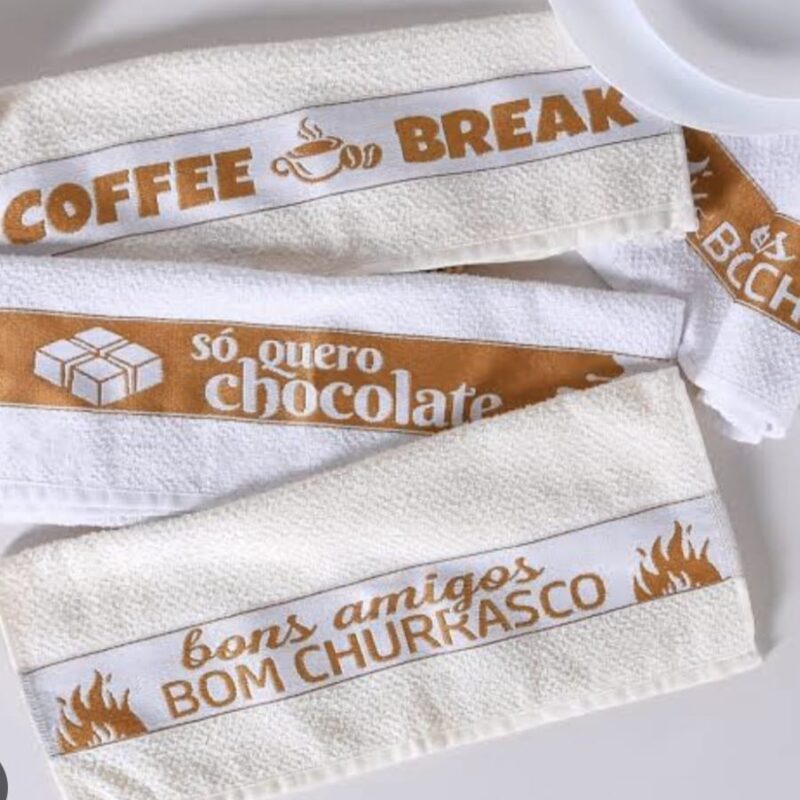 COFFEE BREAK
só quero
chocolate
bons amigos
BOM CHURRASCO